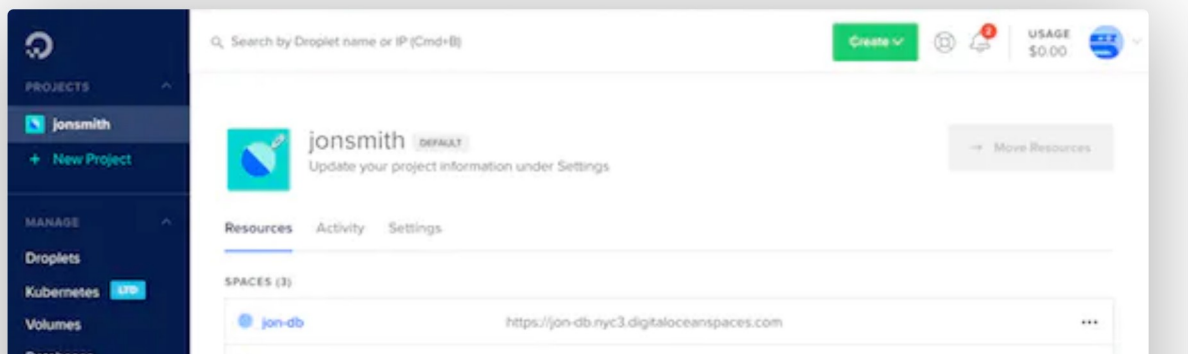 Search by Droplet name or IP (Cmd+B)
Create
2
USAGE
$0.00
PROJECTS
jonsmith
+ New Project
MANAGE
Droplets
Kubernetes LTD
Volumes
jonsmith DEFAULT
Update your project information under Settings
→ Move Resources
Resources Activity Settings
SPACES (3)
jon-db https://jon-db.nyc3.digitaloceanspaces.com ...